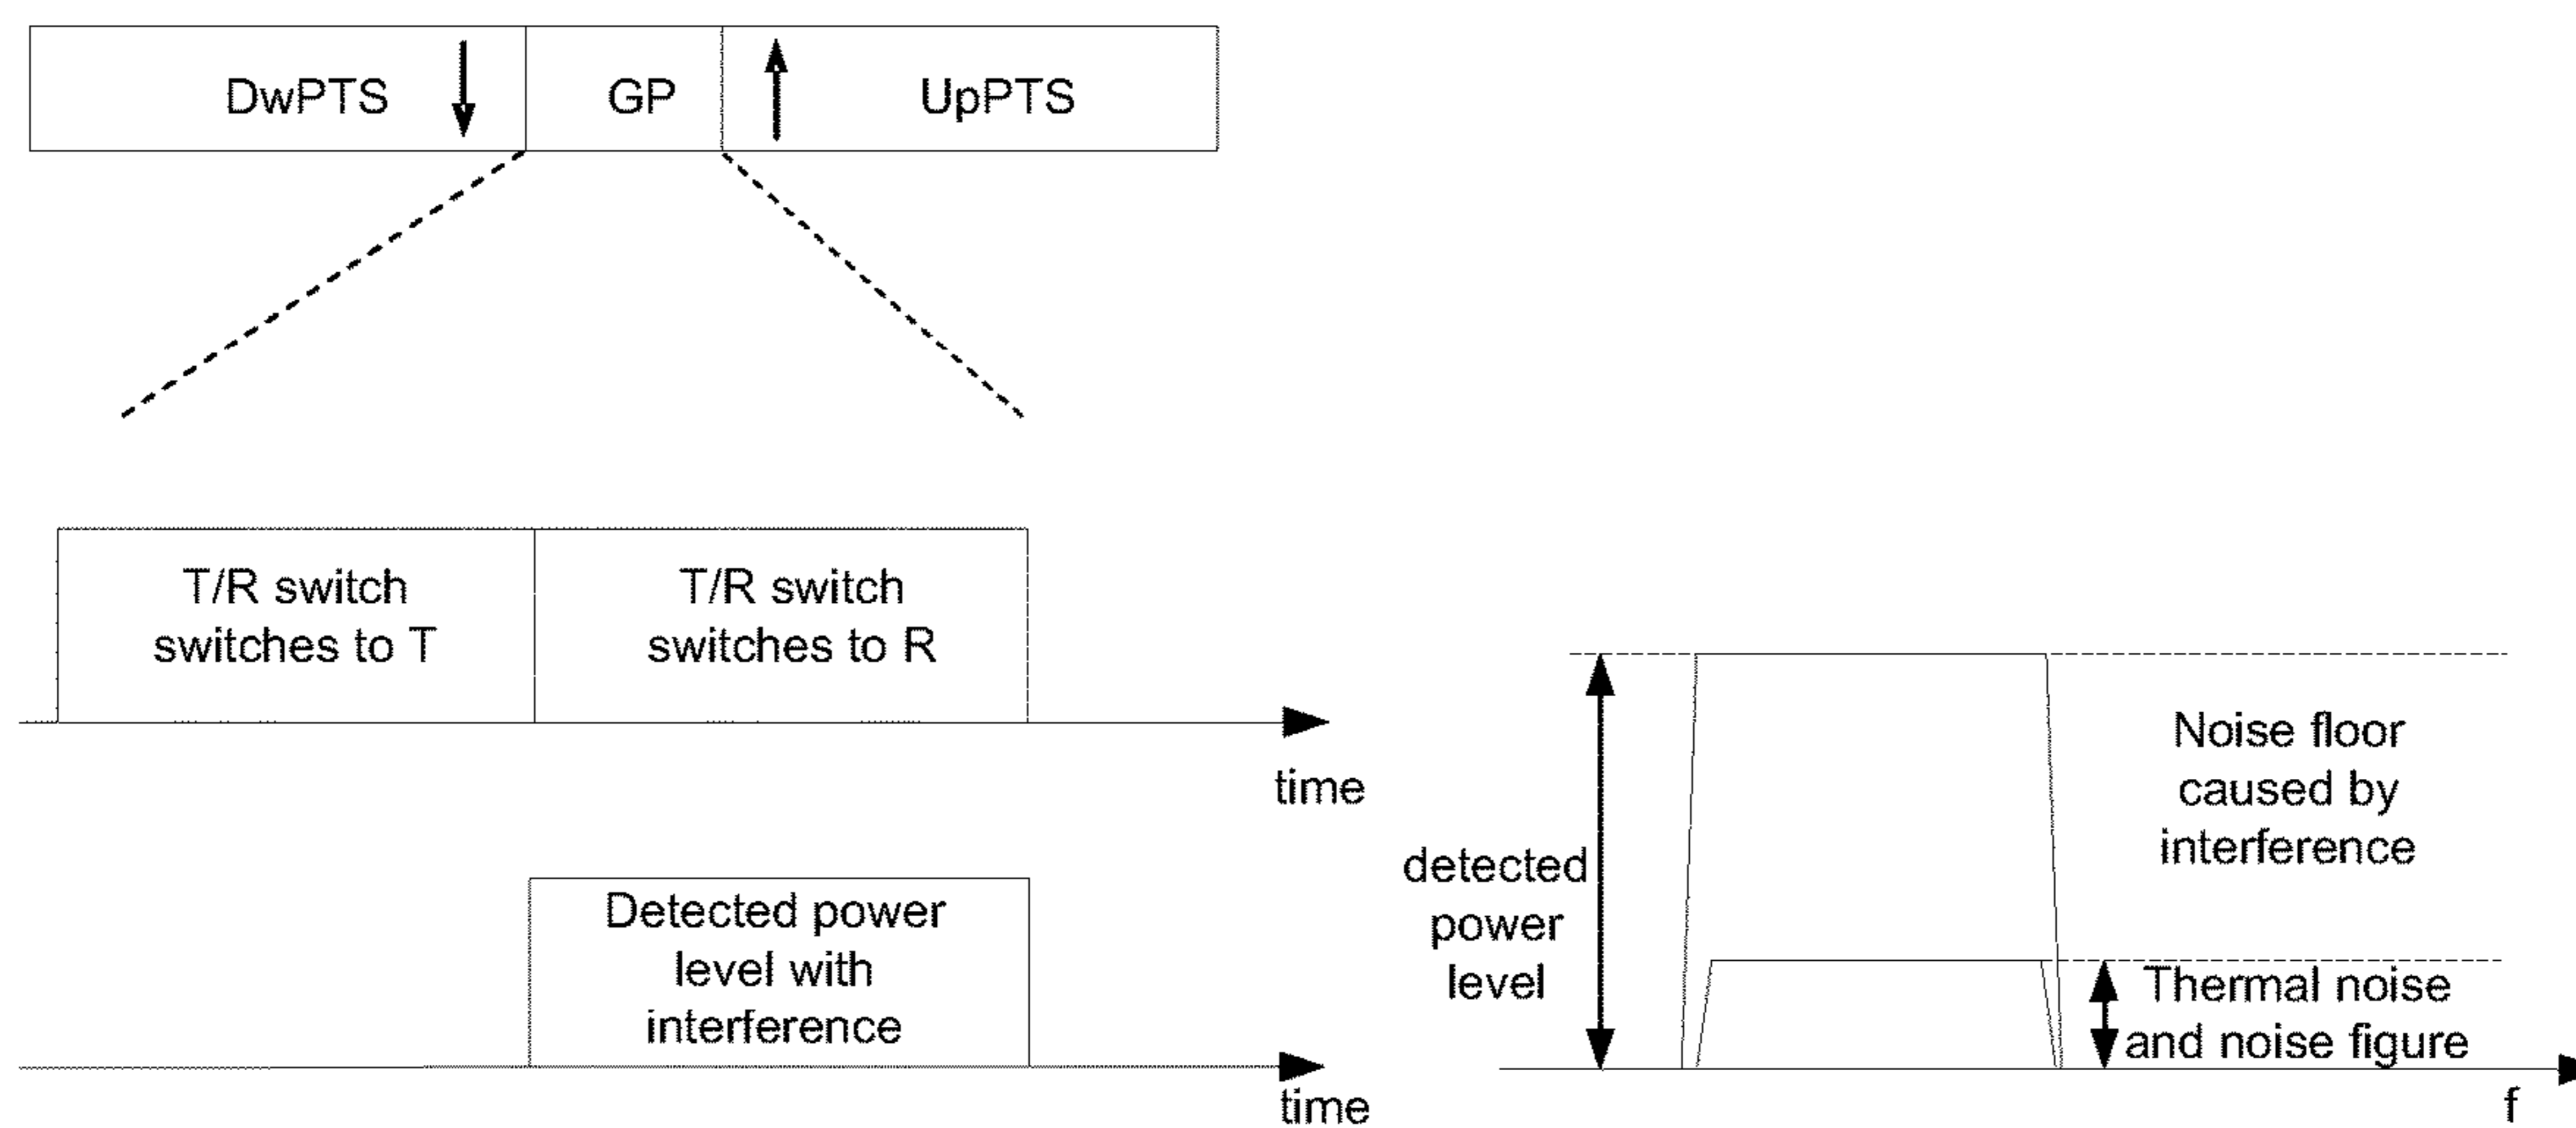 DwPTS
GP
UpPTS
T/R switch
switches to T
T/R switch
switches to R
time
Detected power
level with
interference
time
detected
power
level
Noise floor
caused by
interference
Thermal noise
and noise figure
f